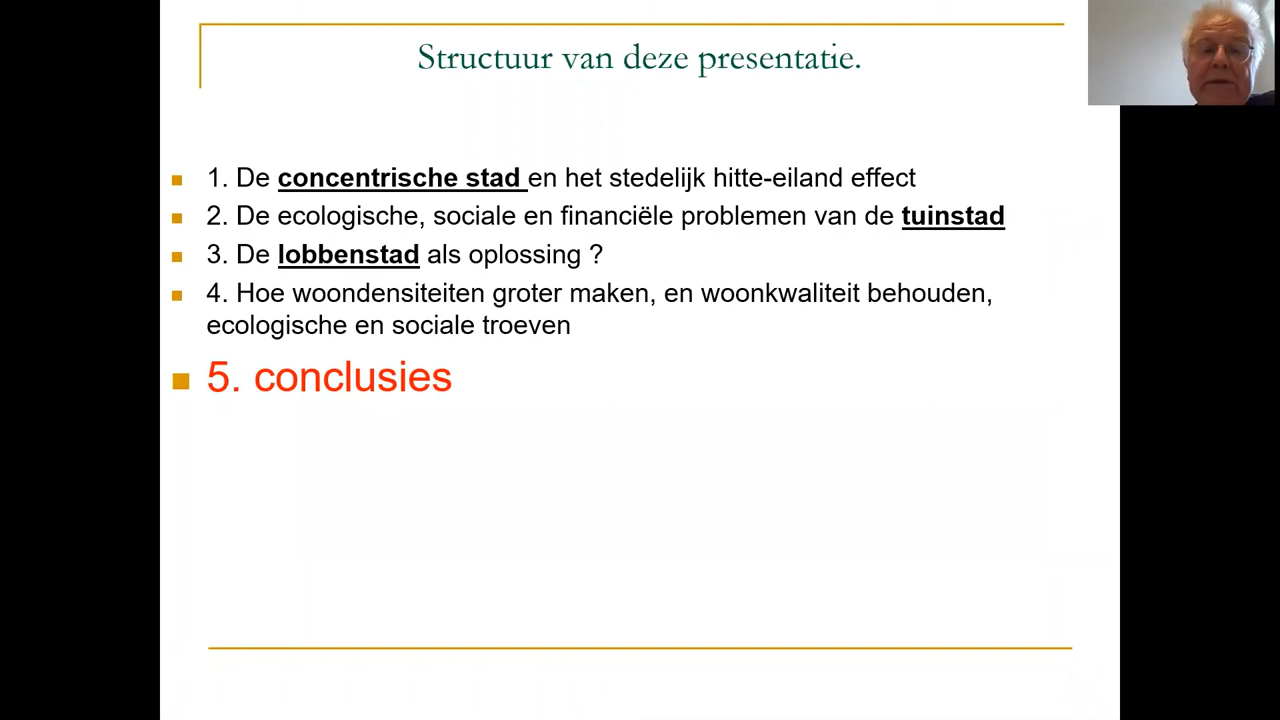 Structuur van deze presentatie.
1. De concentrische stad en het stedelijk hitte-eiland effect
2. De ecologische, sociale en financiële problemen van de tuinstad
3. De lobbenstad als oplossing ?
4. Hoe woondensiteiten groter maken, en woonkwaliteit behouden,
ecologische en sociale troeven
5. conclusies